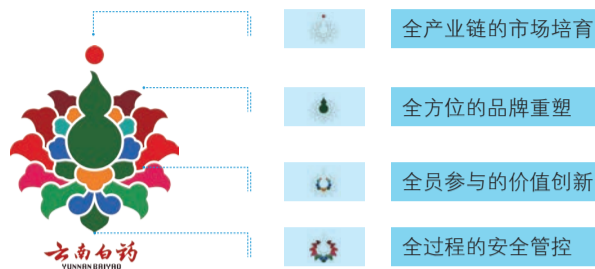 全产业链的市场培育
全方位的品牌重塑
全员参与的价值创新
全过程的安全管控
云南白药
YUNNAN BAIYAO